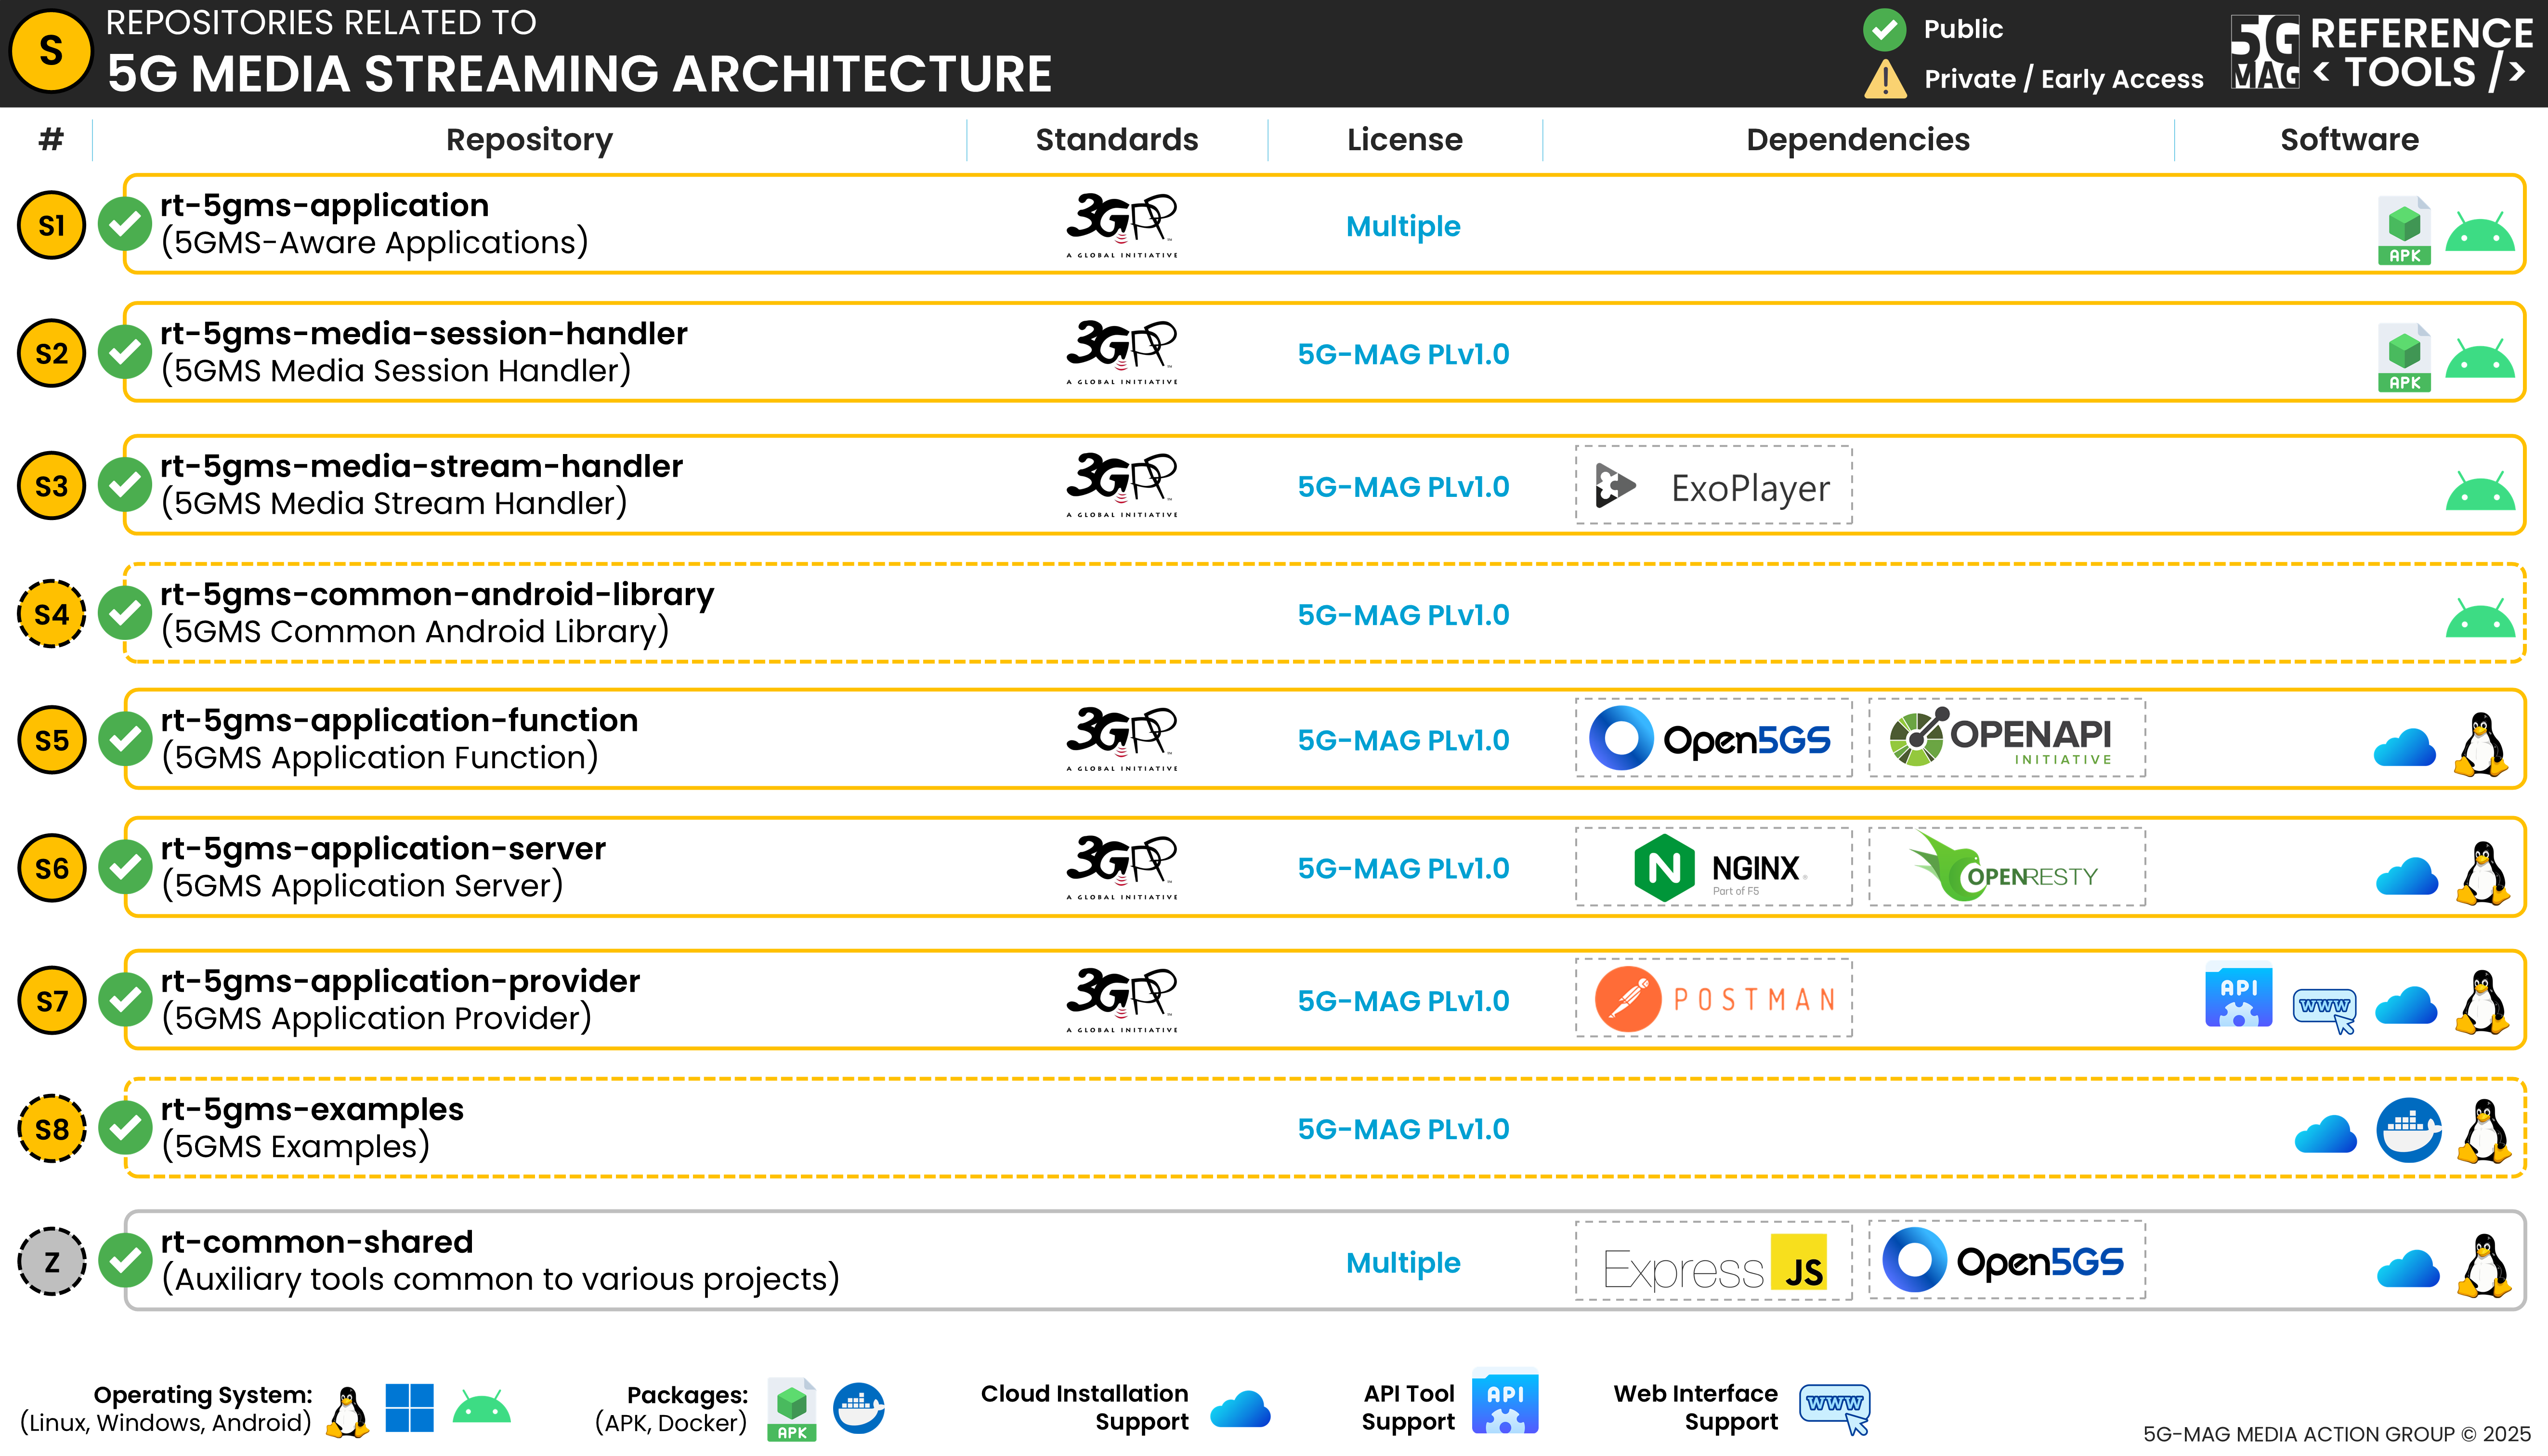 S
REPOSITORIES RELATED TO
5G MEDIA STREAMING ARCHITECTURE
Public
Private / Early Access
5G MAG
REFERENCE
< TOOLS />
# Repository Standards License Dependencies Software
S1
rt-5gms-application
(5GMS-Aware Applications)
3GPP
A GLOBAL INITIATIVE
Multiple
APK
S2
rt-5gms-media-session-handler
(5GMS Media Session Handler)
3GPP
A GLOBAL INITIATIVE
5G-MAG PLv1.0
APK
S3
rt-5gms-media-stream-handler
(5GMS Media Stream Handler)
3GPP
A GLOBAL INITIATIVE
5G-MAG PLv1.0
ExoPlayer
S4
rt-5gms-common-android-library
(5GMS Common Android Library)
5G-MAG PLv1.0
S5
rt-5gms-application-function
(5GMS Application Function)
3GPP
A GLOBAL INITIATIVE
5G-MAG PLv1.0
Open5GS
OPENAPI
INITIATIVE
S6
rt-5gms-application-server
(5GMS Application Server)
3GPP
A GLOBAL INITIATIVE
5G-MAG PLv1.0
N NGINX
Part of F5
OPENRESTY
S7
rt-5gms-application-provider
(5GMS Application Provider)
3GPP
A GLOBAL INITIATIVE
5G-MAG PLv1.0
POSTMAN
API
WWW
S8
rt-5gms-examples
(5GMS Examples)
5G-MAG PLv1.0
Z
rt-common-shared
(Auxiliary tools common to various projects)
Multiple
Express JS
Open5GS
Operating System:
(Linux, Windows, Android)
Packages:
(APK, Docker)
APK
Cloud Installation
Support
API Tool
Support
API
Web Interface
Support
WWW
5G-MAG MEDIA ACTION GROUP © 2025